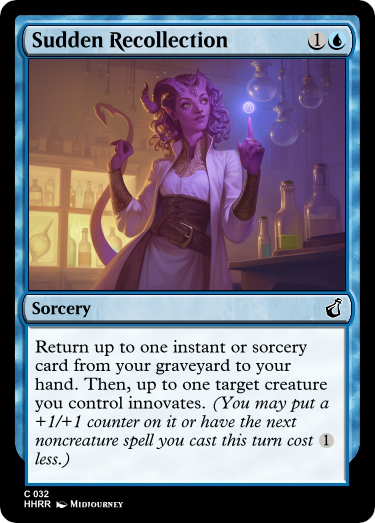 Sudden Recollection 1
Sorcery
Return up to one instant or sorcery
card from your graveyard to your
hand. Then, up to one target creature
you control innovates. (You may put a
+1/+1 counter on it or have the next
noncreature spell you cast this turn cost 1
less.)
C 032
HHRR Midjourney